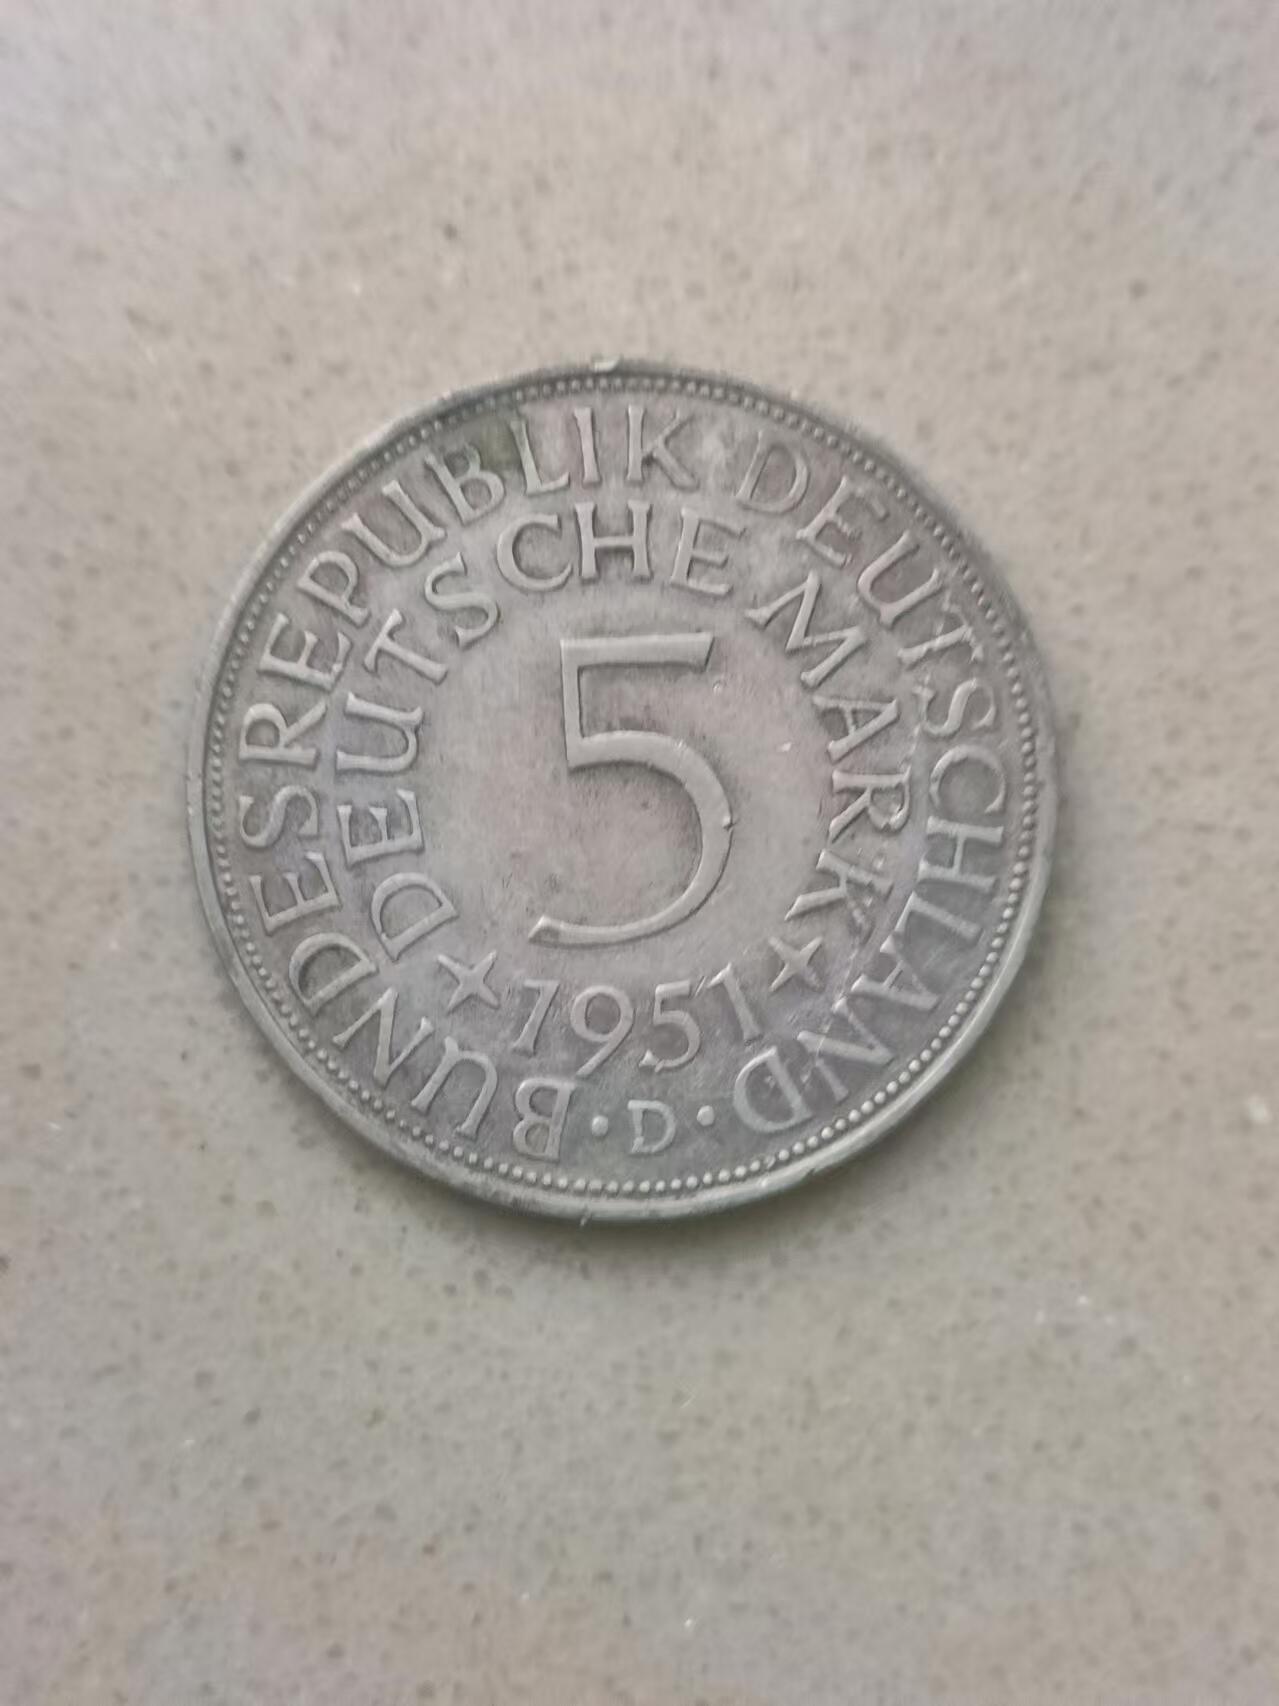 BUNDESREPUBLIK DEUTSCHLAND
DEUTSCHE MARK
5
1951
· D ·